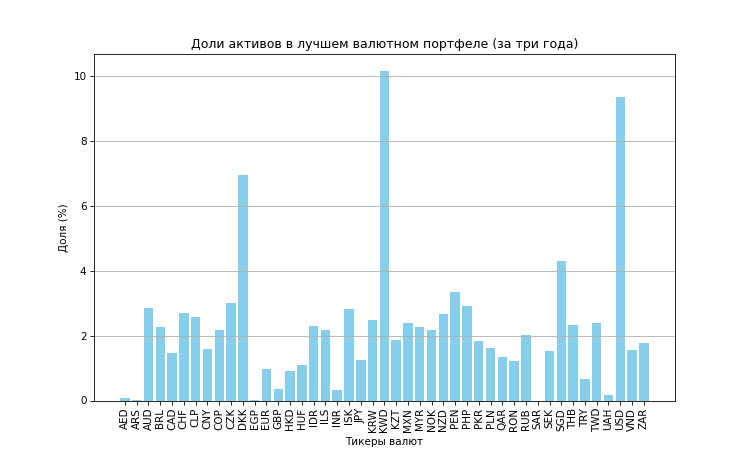 Доли активов в лучшем валютном портфеле (за три года)
Доля (%)
10
8
6
4
2
0
AED ARS AUD BRL CAD CHF CLP CNY COP CZK DKK EGP EUR GBP HKD HUF IDR ILS INR ISK JPY KRW KWD KZT MXN MYR NOK NZD PEN PHP PKR PLN QAR RON RUB SAR SEK SGD THB TRY TWD UAH USD VND ZAR
Тикеры валют